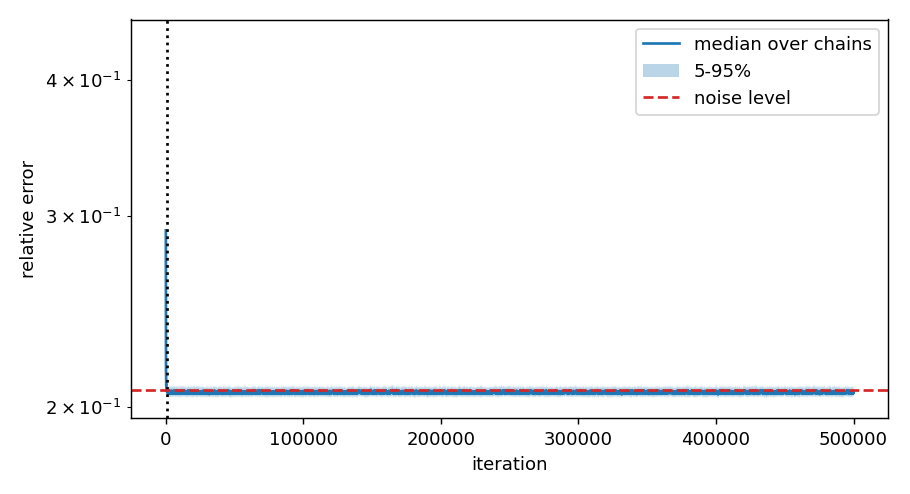 median over chains
5-95%
noise level
relative error
4 × 10⁻¹
3 × 10⁻¹
2 × 10⁻¹
0 100000 200000 300000 400000 500000
iteration